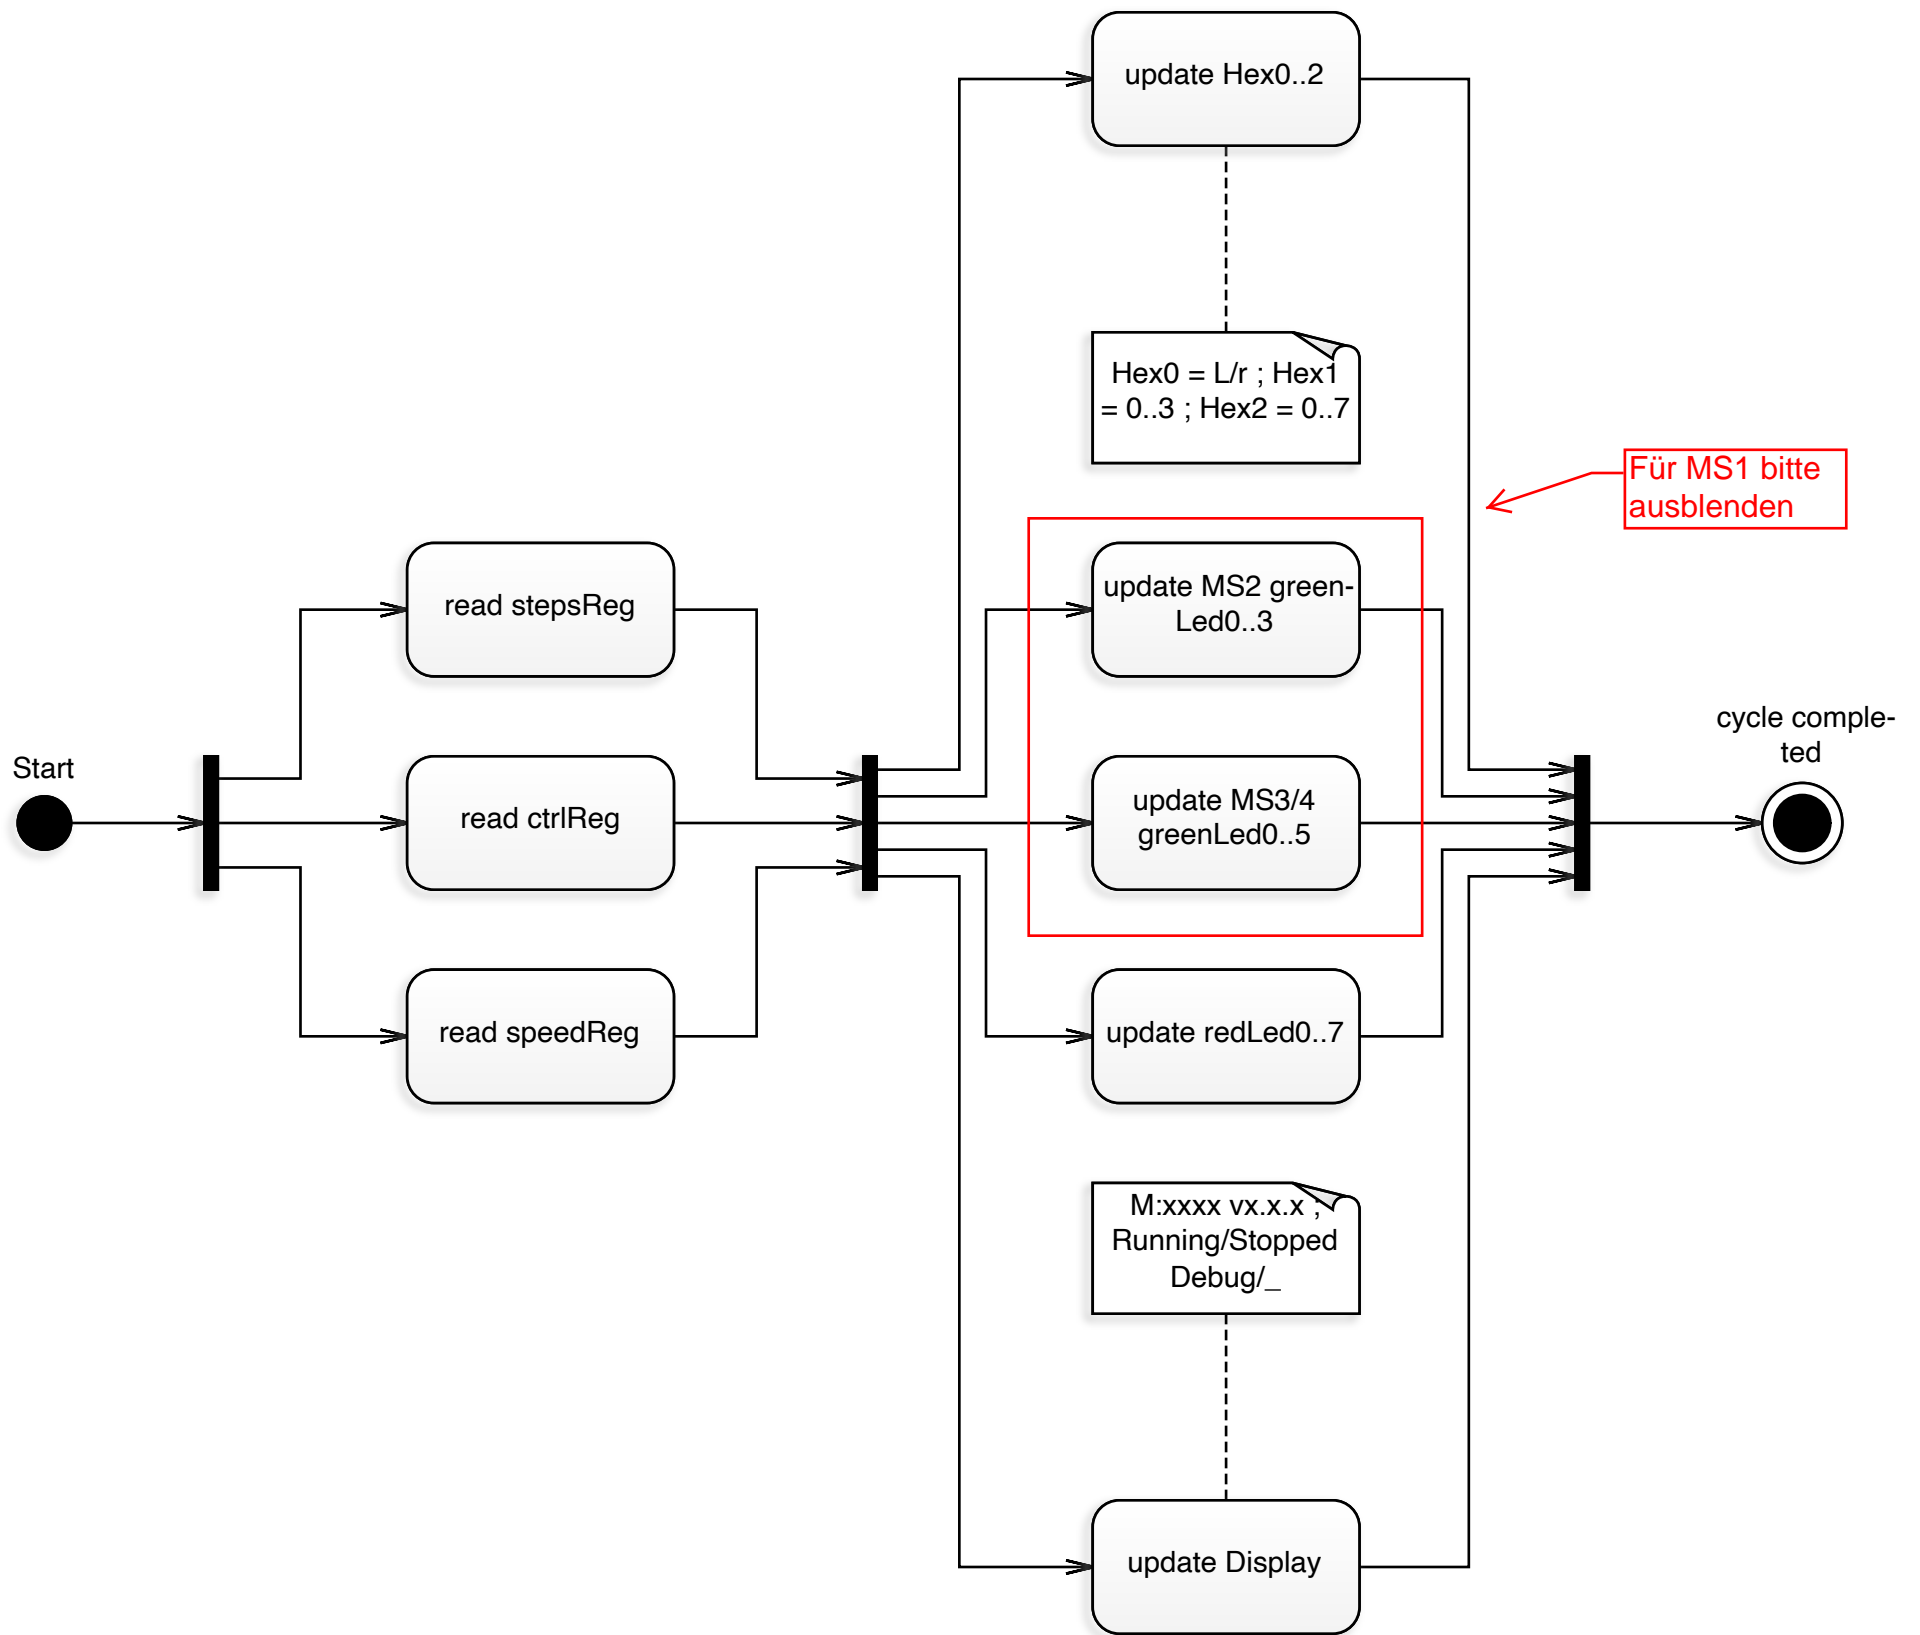 update Hex0..2
Hex0 = L/r ; Hex1
= 0..3 ; Hex2 = 0..7
Für MS1 bitte
ausblenden
update MS2 green-
Led0..3
read stepsReg
Start
read ctrlReg
update MS3/4
greenLed0..5
cycle comple-
ted
read speedReg
update redLed0..7
M:xxxx vx.x.x ;
Running/Stopped
Debug/_
update Display